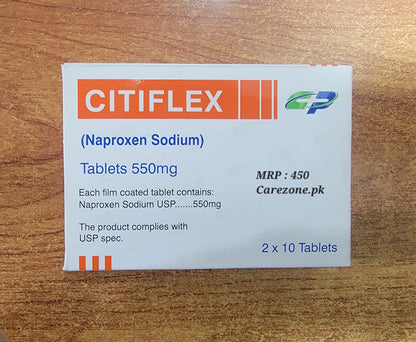 CITIFLEX
CP
(Naproxen Sodium)
Tablets 550mg
MRP : 450
Carezone.pk
Each film coated tablet contains:
Naproxen Sodium USP......550mg
The product complies with
USP spec.
2 x 10 Tablets